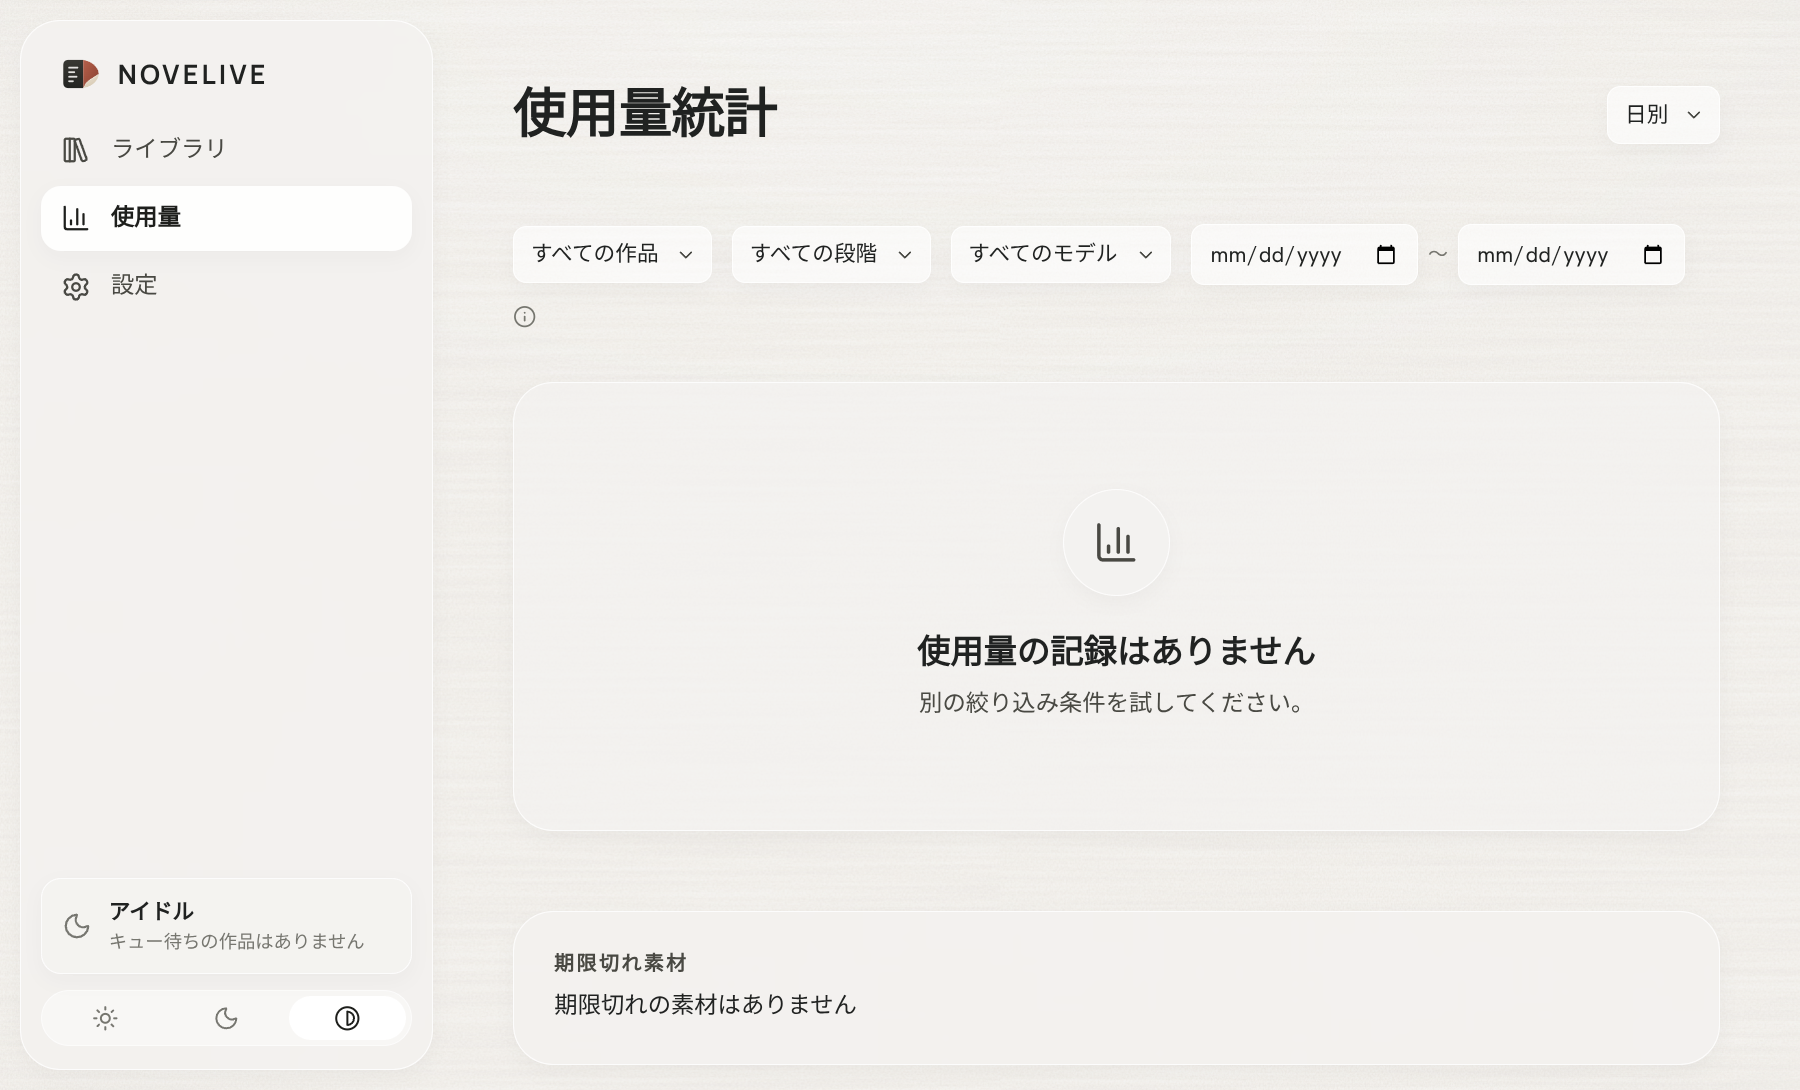 NOVELIVE
ライブラリ
使用量
設定
アイドル
キュー待ちの作品はありません
使用量統計
日別
すべての作品
すべての段階
すべてのモデル
mm/dd/yyyy
〜
mm/dd/yyyy
使用量の記録はありません
別の絞り込み条件を試してください。
期限切れ素材
期限切れの素材はありません